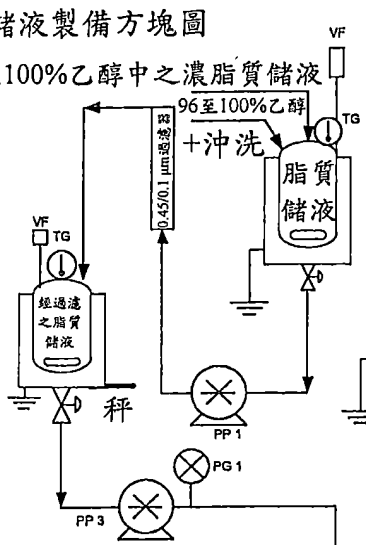 儲液製備方塊圖
100%乙醇中之濃脂質儲液
96至100%乙醇
+沖洗
VF
TG
脂質
儲液
0.45/0.1 μm過濾器
VF
TG
經過濾
之脂質
儲液
秤
PP 1
PG 1
PP 3